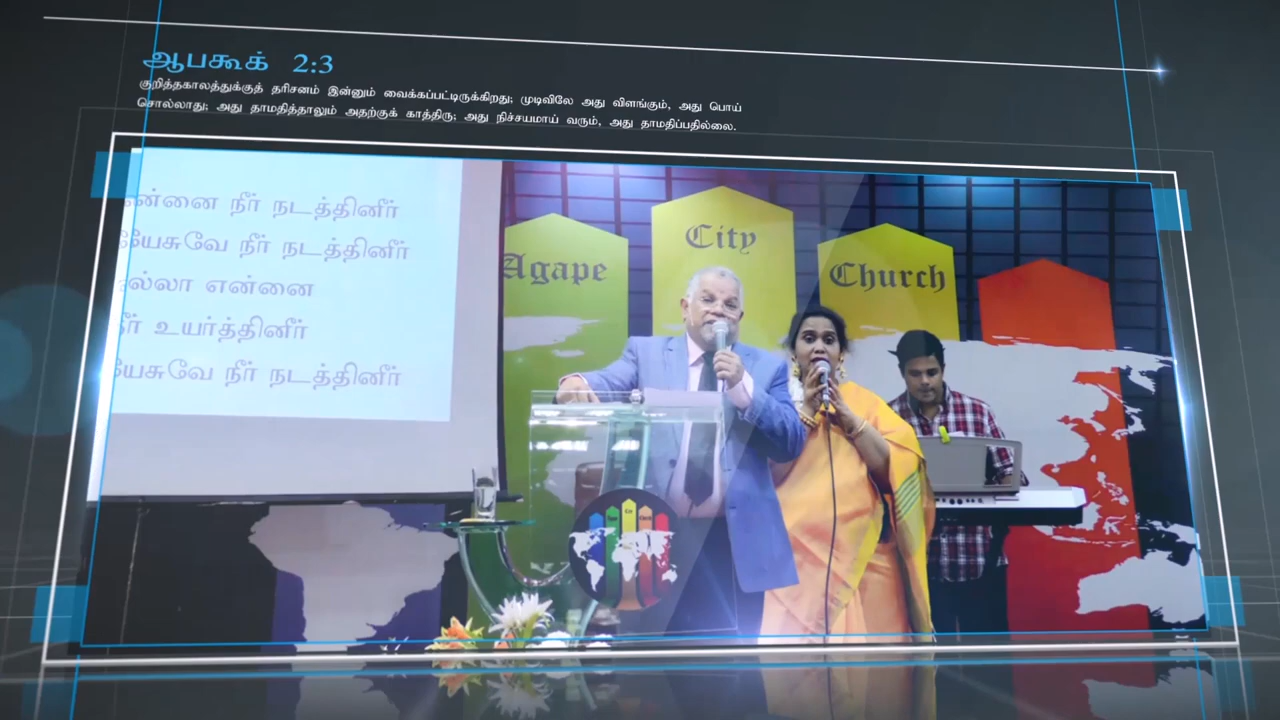 ஆபகூக் 2:3
குறித்தகாலத்துக்குத் தரிசனம் இன்னும் வைக்கப்பட்டிருக்கிறது; முடிவிலே அது விளங்கும், அது பொய்
சொல்லாது; அது தாமதித்தாலும் அதற்குக் காத்திரு; அது நிச்சயமாய் வரும், அது தாமதிப்பதில்லை.
நீர் நடத்தினீர்
நீர் நடத்தினீர்
என்னை
உயர்த்தினீர்
நீர் நடத்தினீர்
Agape
City
Church